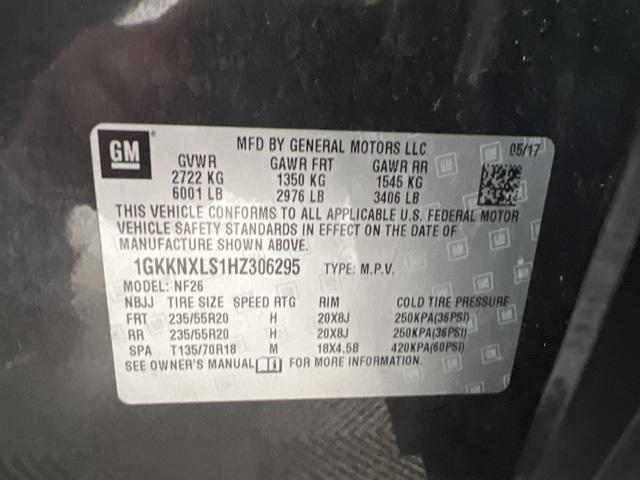 GM ®
MFD BY GENERAL MOTORS LLC 05/17
GVWR GAWR FRT GAWR RR
2722 KG 1350 KG 1545 KG
6001 LB 2976 LB 3406 LB
THIS VEHICLE CONFORMS TO ALL APPLICABLE U.S. FEDERAL MOTOR
VEHICLE SAFETY STANDARDS IN EFFECT ON THE DATE OF
MANUFACTURE SHOWN ABOVE.
1GKKNXLS1HZ306295 TYPE: M.P.V.
MODEL: NF26
NBJJ TIRE SIZE SPEED RTG RIM COLD TIRE PRESSURE
FRT 235/55R20 H 20X8J 250KPA(36PSI)
RR 235/55R20 H 20X8J 250KPA(36PSI)
SPA T135/70R18 M 18X4.5B 420KPA(60PSI)
SEE OWNER'S MANUAL FOR MORE INFORMATION.